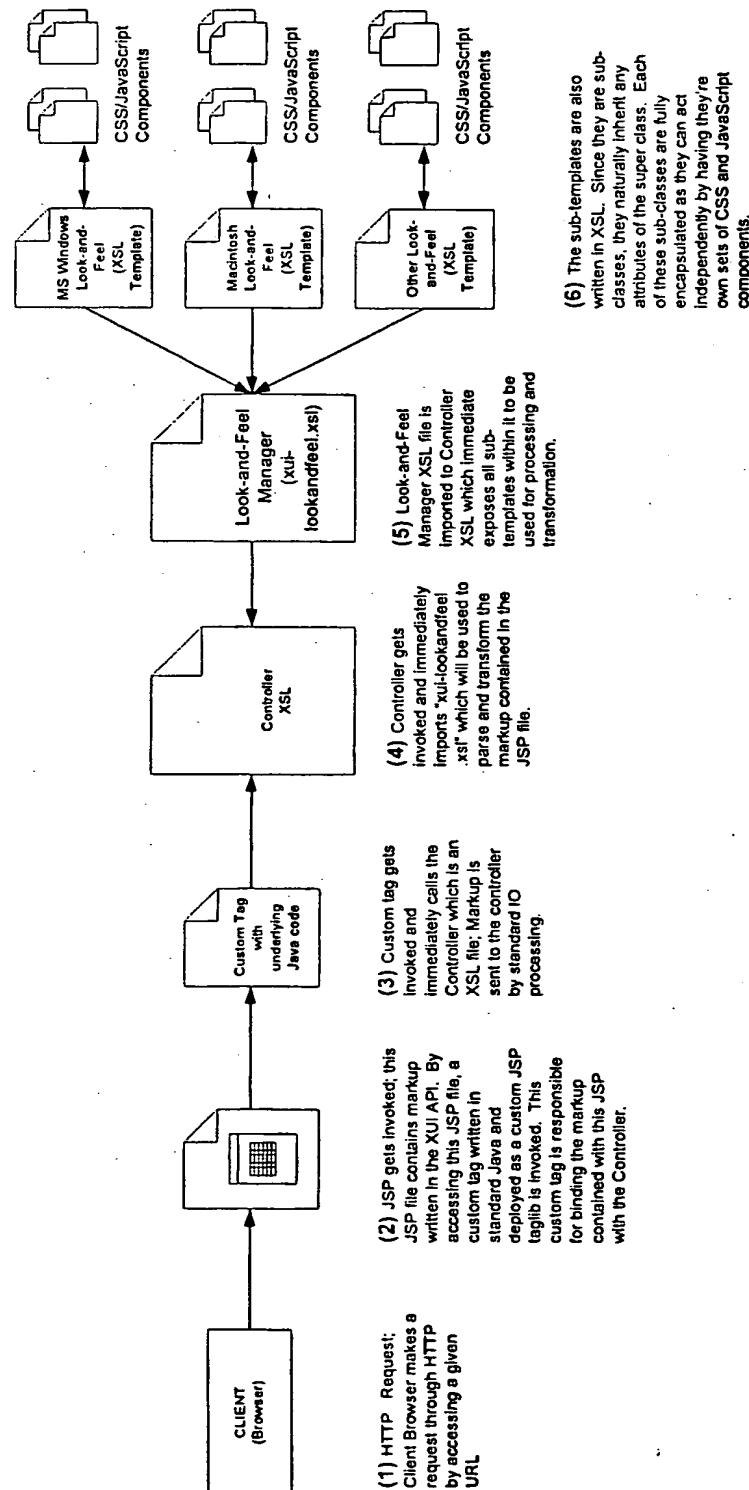 CLIENT
(Browser)
(1) HTTP Request;
Client Browser makes a
request through HTTP
by accessing a given
URL
(2) JSP gets invoked; this
JSP file contains markup
written in the XUI API. By
accessing this JSP file, a
custom tag written in
standard Java and
deployed as a custom JSP
taglib is invoked. This
custom tag is responsible
for binding the markup
contained with this JSP
with the Controller.
Custom Tag
with
underlying
Java code
(3) Custom tag gets
invoked and
immediately calls the
Controller which is an
XSL file; Markup is
sent to the controller
by standard IO
processing.
Controller
XSL
(4) Controller gets
invoked and immediately
imports "xui-lookandfeel
.xsl" which will be used to
parse and transform the
markup contained in the
JSP file.
Look-and-Feel
Manager
(xui-
lookandfeel.xsl)
(5) Look-and-Feel
Manager XSL file is
imported to Controller
XSL which immediate
exposes all sub-
templates within it to be
used for processing and
transformation.
MS Windows
Look-and-
Feel
(XSL
Template)
CSS/JavaScript
Components
Macintosh
Look-and-
Feel
(XSL
Template)
CSS/JavaScript
Components
Other Look-
and-Feel
(XSL
Template)
CSS/JavaScript
Components
(6) The sub-templates are also
written in XSL. Since they are sub-
classes, they naturally inherit any
attributes of the super class. Each
of these sub-classes are fully
encapsulated as they can act
independently by having they're
own sets of CSS and JavaScript
components.